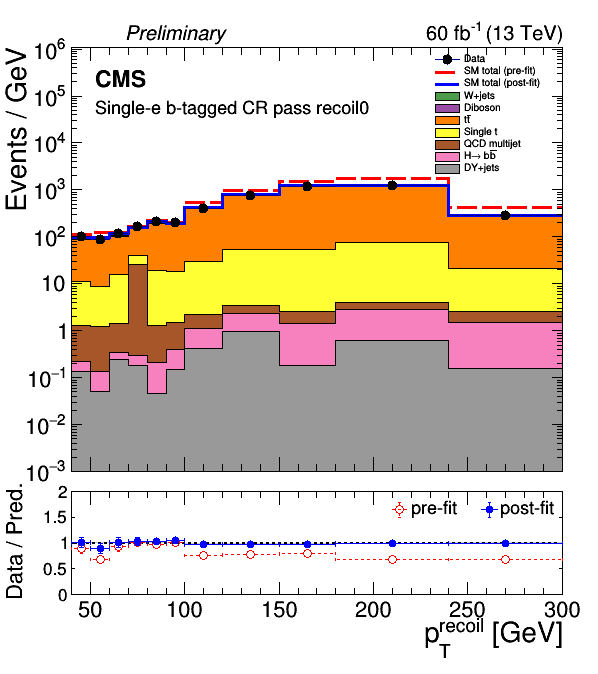 Preliminary 60 fb⁻¹ (13 TeV)
CMS
Single-e b-tagged CR pass recoil0
Data
SM total (pre-fit)
SM total (post-fit)
W+jets
Diboson
tt̅
Single t
QCD multijet
H→ bb̅
DY+jets
Events / GeV
10⁶
10⁵
10⁴
10³
10²
10
1
10⁻¹
10⁻²
10⁻³
pre-fit post-fit
Data / Pred.
2
1.5
1
0.5
0
50 100 150 200 250 300
p_T^recoil [GeV]